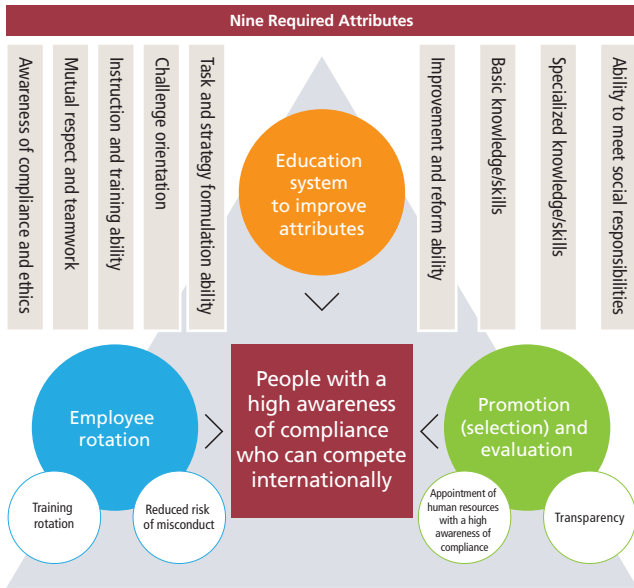 Nine Required Attributes
Awareness of compliance and ethics
Mutual respect and teamwork
Instruction and training ability
Challenge orientation
Task and strategy formulation ability
Improvement and reform ability
Basic knowledge/skills
Specialized knowledge/skills
Ability to meet social responsibilities
Education
system
to improve
attributes
Employee
rotation
Training
rotation
Reduced risk
of misconduct
People with a
high awareness
of compliance
who can compete
internationally
Promotion
(selection) and
evaluation
Appointment of
human resources
with a high
awareness of
compliance
Transparency